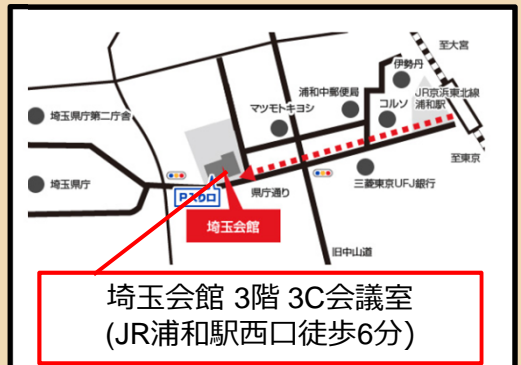 至大宮
伊勢丹
浦和中郵便局
JR京浜東北線
浦和駅
マツモトキヨシ
コルソ
埼玉県庁第二庁舎
至東京
埼玉県庁
県庁通り
三菱東京UFJ銀行
P入り口
埼玉会館
旧中山道
埼玉会館 3階 3C会議室
(JR浦和駅西口徒歩6分)